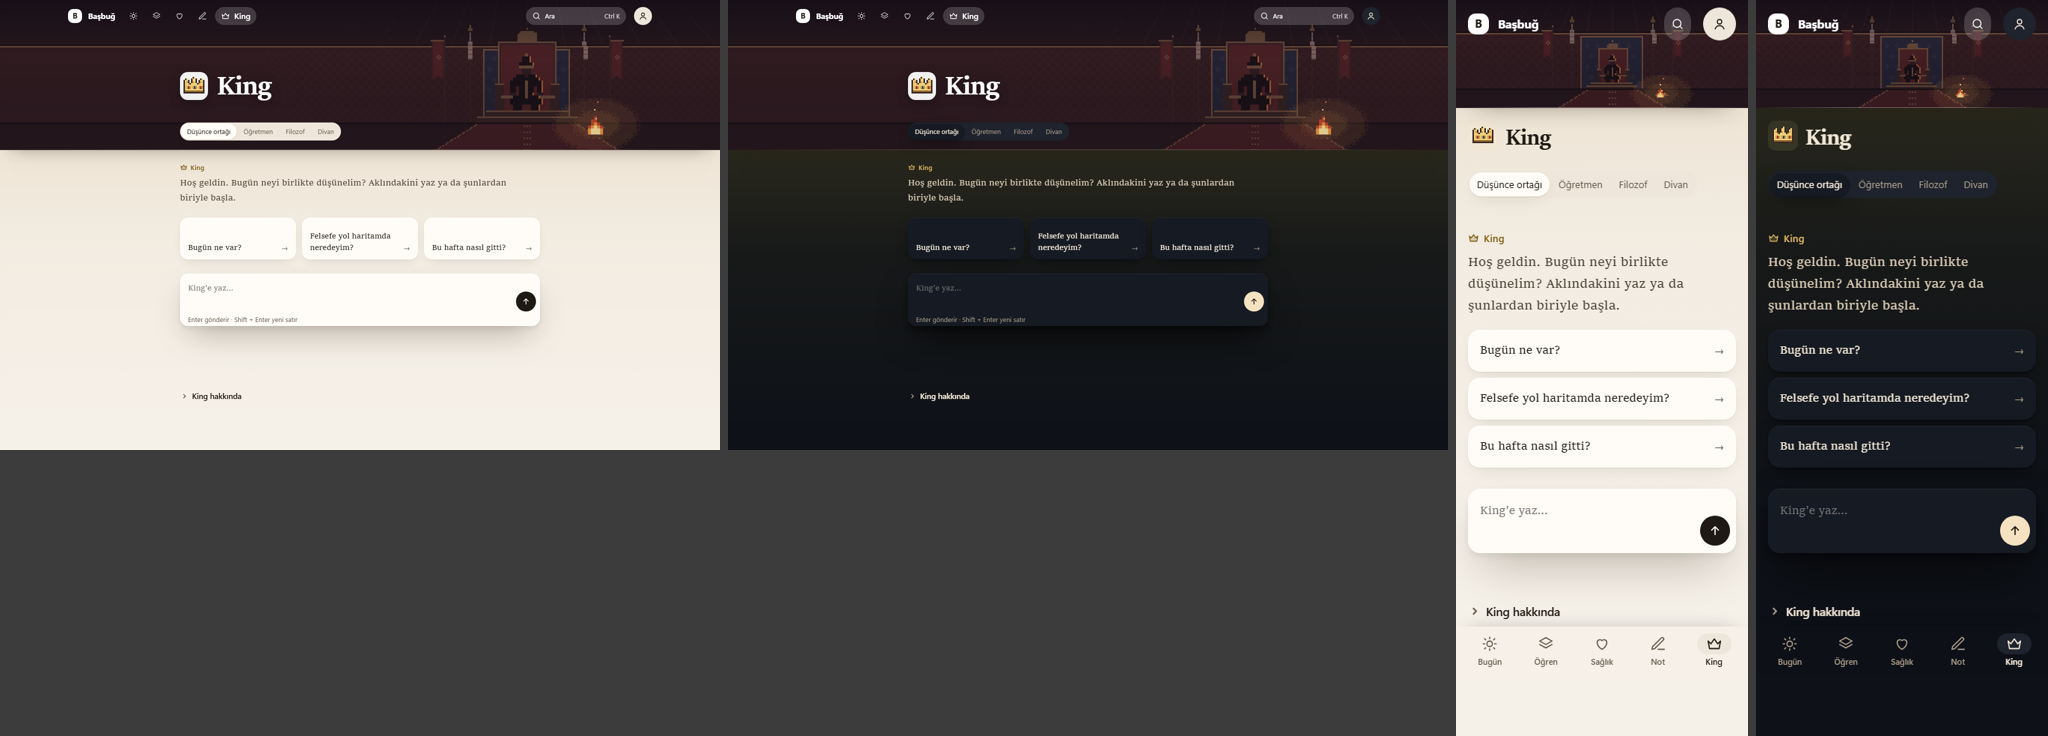 B Başbuğ King Ara Ctrl K
King
Düşünce ortağı Öğretmen Filozof Divan
King
Hoş geldin. Bugün neyi birlikte düşünelim? Aklındakini yaz ya da şunlardan
biriyle başla.
Bugün ne var? →
Felsefe yol haritamda
neredeyim? →
Bu hafta nasıl gitti? →
King'e yaz...
Enter gönderir · Shift + Enter yeni satır
King hakkında
B Başbuğ King Ara Ctrl K
King
Düşünce ortağı Öğretmen Filozof Divan
King
Hoş geldin. Bugün neyi birlikte düşünelim? Aklındakini yaz ya da şunlardan
biriyle başla.
Bugün ne var? →
Felsefe yol haritamda
neredeyim? →
Bu hafta nasıl gitti? →
King'e yaz...
Enter gönderir · Shift + Enter yeni satır
King hakkında
B Başbuğ
King
Düşünce ortağı Öğretmen Filozof Divan
King
Hoş geldin. Bugün neyi birlikte
düşünelim? Aklındakini yaz ya da
şunlardan biriyle başla.
Bugün ne var? →
Felsefe yol haritamda neredeyim? →
Bu hafta nasıl gitti? →
King'e yaz...
King hakkında
Bugün Öğren Sağlık Not King
B Başbuğ
King
Düşünce ortağı Öğretmen Filozof Divan
King
Hoş geldin. Bugün neyi birlikte
düşünelim? Aklındakini yaz ya da
şunlardan biriyle başla.
Bugün ne var? →
Felsefe yol haritamda neredeyim? →
Bu hafta nasıl gitti? →
King'e yaz...
King hakkında
Bugün Öğren Sağlık Not King